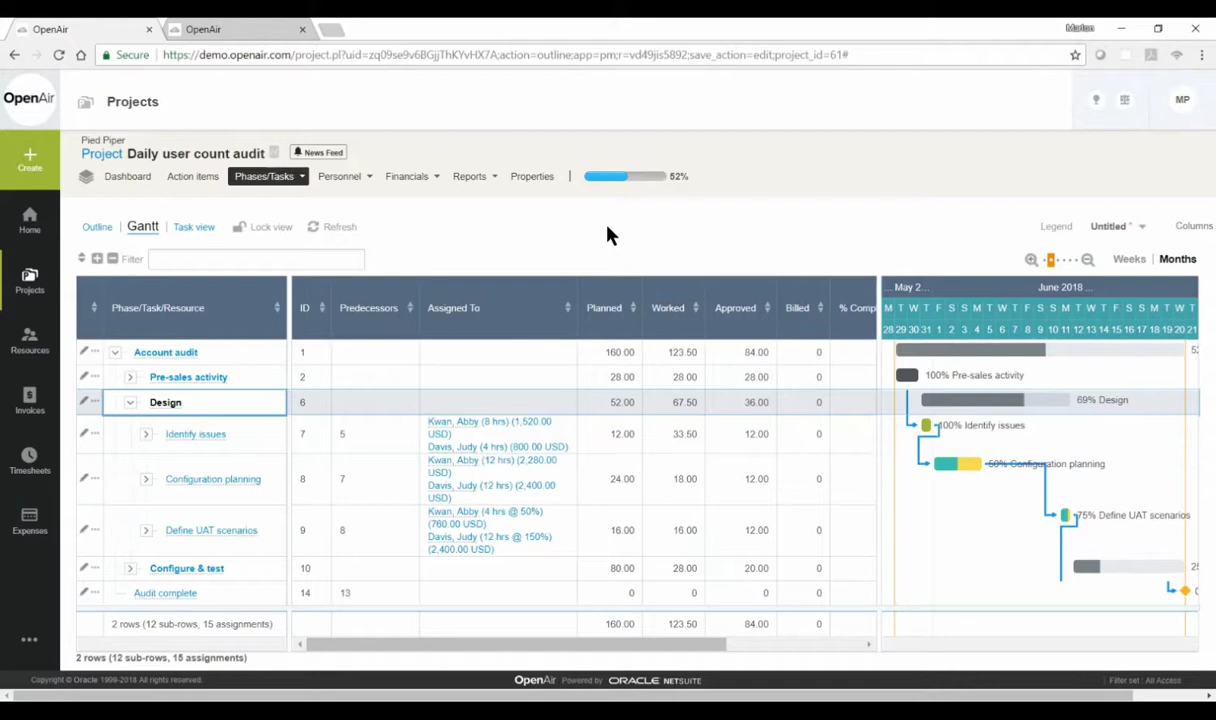 OpenAir
OpenAir
Secure
https://demo.openair.com/project.pl?uid=zq09se9v6BGjjThKYvHX7A;action=outline;app=pm;r=vd49jis5892;save_action=edit;project_id=61#
OpenAir
Projects
MP
Create
Home
Projects
Resources
Invoices
Timesheets
Expenses
Pied Piper
Project Daily user count audit
News Feed
Dashboard
Action items
Phases/Tasks
Personnel
Financials
Reports
Properties
52%
Outline
Gantt
Task view
Lock view
Refresh
Legend
Untitled *
Columns
Filter
Weeks
Months
Phase/Task/Resource
ID
Predecessors
Assigned To
Planned
Worked
Approved
Billed
% Comp
... May 2...
June 2018 ...
M T W T F S S M T W T F S S M T W T F S S M T W T
28 29 30 31 1 2 3 4 5 6 7 8 9 10 11 12 13 14 15 16 17 18 19 20 21
Account audit 1 160.00 123.50 84.00 0
Pre-sales activity 2 28.00 28.00 28.00 0
100% Pre-sales activity
Design 6 52.00 67.50 36.00 0
69% Design
Identify issues 7 5
Kwan, Abby (8 hrs) (1,520.00
USD)
Davis, Judy (4 hrs) (800.00 USD)
12.00 33.50 12.00 0
100% Identify issues
Configuration planning 8 7
Kwan, Abby (12 hrs) (2,280.00
USD)
Davis, Judy (12 hrs) (2,400.00
USD)
24.00 18.00 12.00 0
50% Configuration planning
Define UAT scenarios 9 8
Kwan, Abby (4 hrs @ 50%)
(760.00 USD)
Davis, Judy (12 hrs @ 150%)
(2,400.00 USD)
16.00 16.00 12.00 0
75% Define UAT scenarios
Configure & test 10 80.00 28.00 20.00 0
Audit complete 14 13 0 0 0 0
2 rows (12 sub-rows, 15 assignments) 160.00 123.50 84.00 0
2 rows (12 sub-rows, 15 assignments)
Copyright © Oracle 1999-2018 All rights reserved.
OpenAir Powered by ORACLE NETSUITE
Filter set : All Access